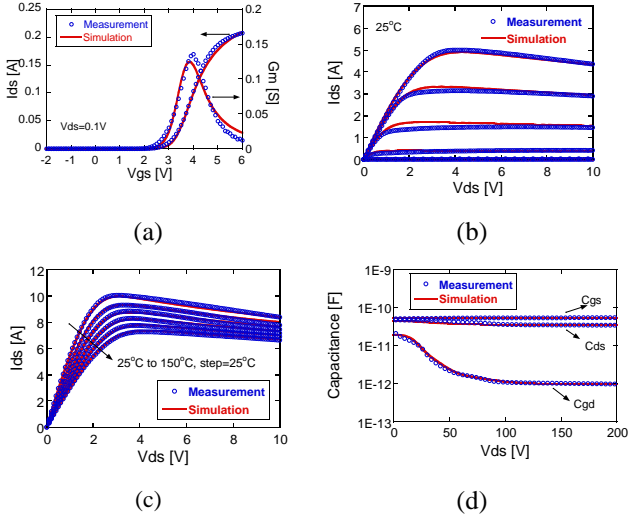 0.25
0.2
0.15
0.1
0.05
0
Ids [A]
Measurement
Simulation
Vds=0.1V
0.2
0.15
0.1
0.05
0
Gm [S]
-2 -1 0 1 2 3 4 5 6
Vgs [V]
(a)
7
6
5
4
3
2
1
0
Ids [A]
25°C
Measurement
Simulation
0 2 4 6 8 10
Vds [V]
(b)
12
10
8
6
4
2
0
Ids [A]
25°C to 150°C, step=25°C
Measurement
Simulation
0 2 4 6 8 10
Vds [V]
(c)
1E-9
1E-10
1E-11
1E-12
1E-13
Capacitance [F]
Measurement
Simulation
Cgs
Cds
Cgd
0 50 100 150 200
Vds [V]
(d)